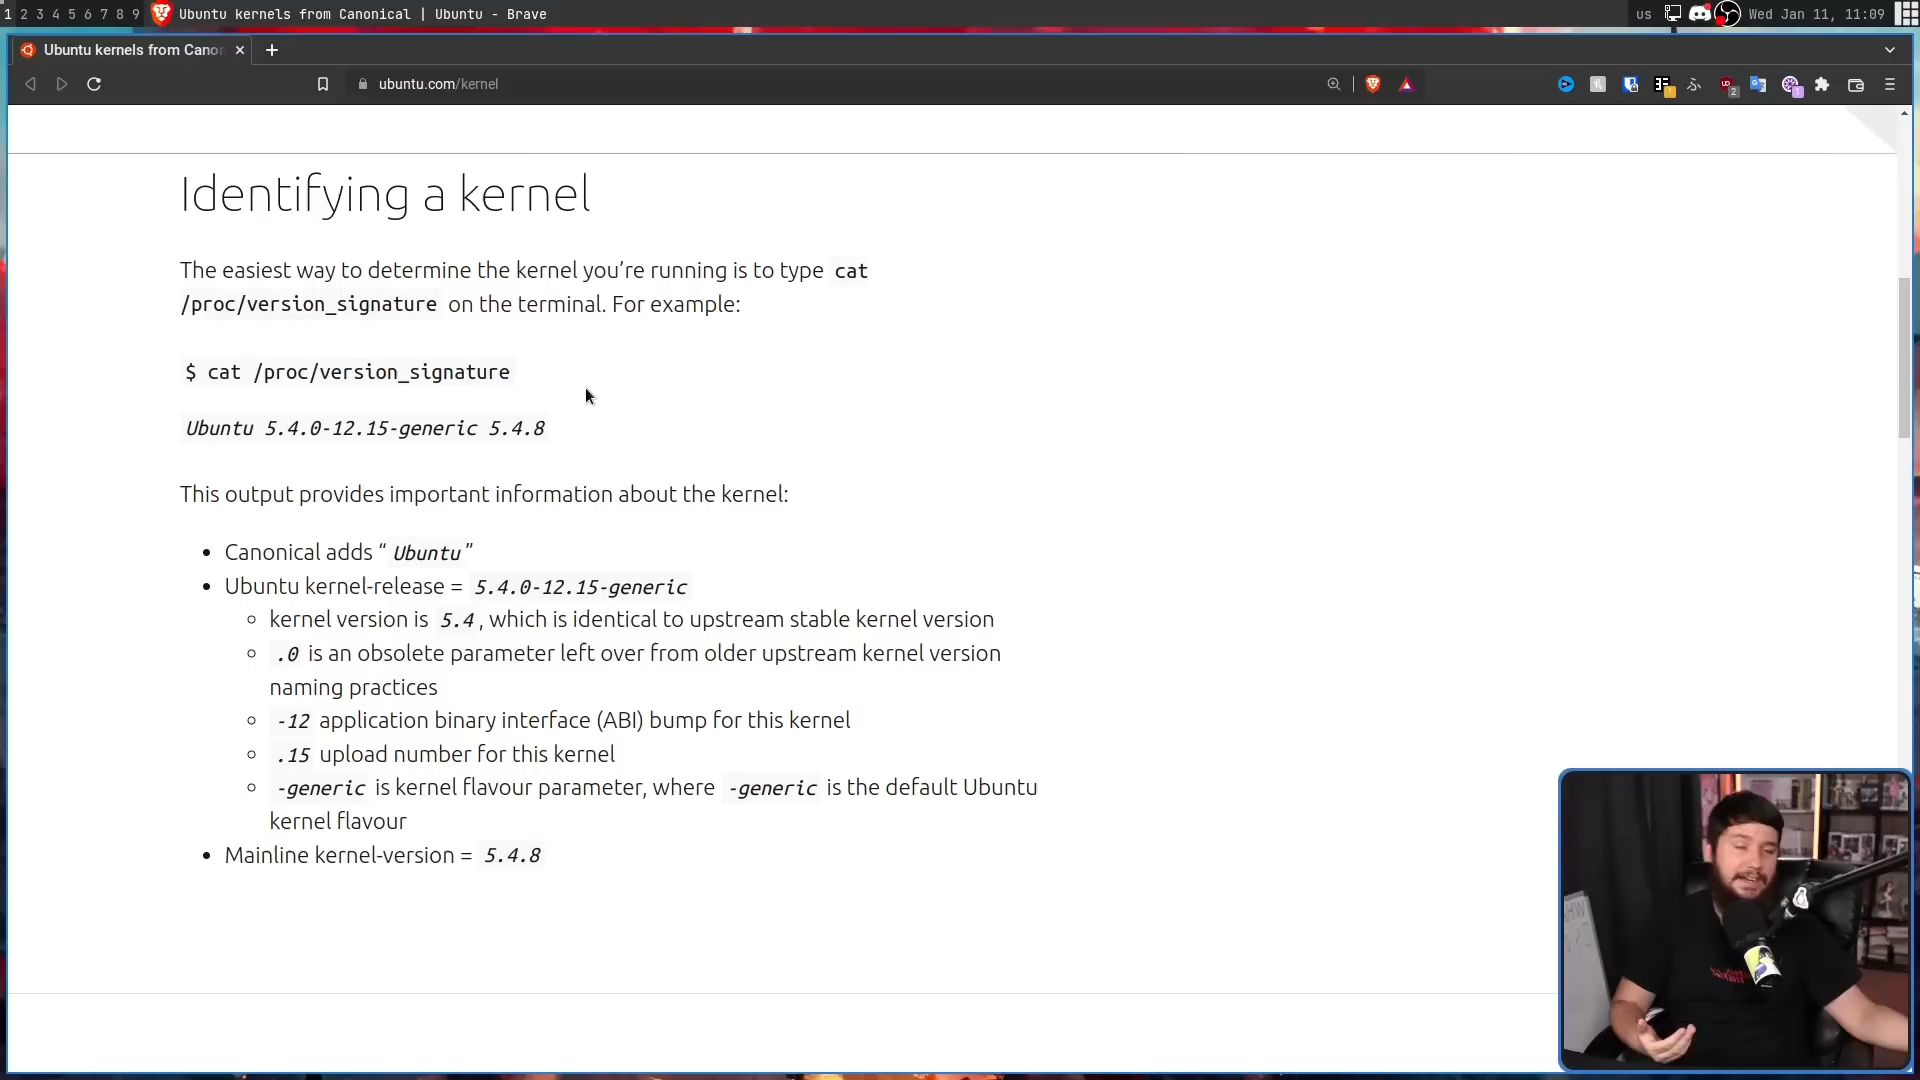 1 2 3 4 5 6 7 8 9 Ubuntu kernels from Canonical | Ubuntu - Brave
us Wed Jan 11, 11:09
Ubuntu kernels from Cano
ubuntu.com/kernel
Identifying a kernel
The easiest way to determine the kernel you’re running is to type cat
/proc/version_signature on the terminal. For example:
$ cat /proc/version_signature
Ubuntu 5.4.0-12.15-generic 5.4.8
This output provides important information about the kernel:
• Canonical adds “Ubuntu”
• Ubuntu kernel-release = 5.4.0-12.15-generic
◦ kernel version is 5.4, which is identical to upstream stable kernel version
◦ .0 is an obsolete parameter left over from older upstream kernel version
naming practices
◦ -12 application binary interface (ABI) bump for this kernel
◦ .15 upload number for this kernel
◦ -generic is kernel flavour parameter, where -generic is the default Ubuntu
kernel flavour
• Mainline kernel-version = 5.4.8